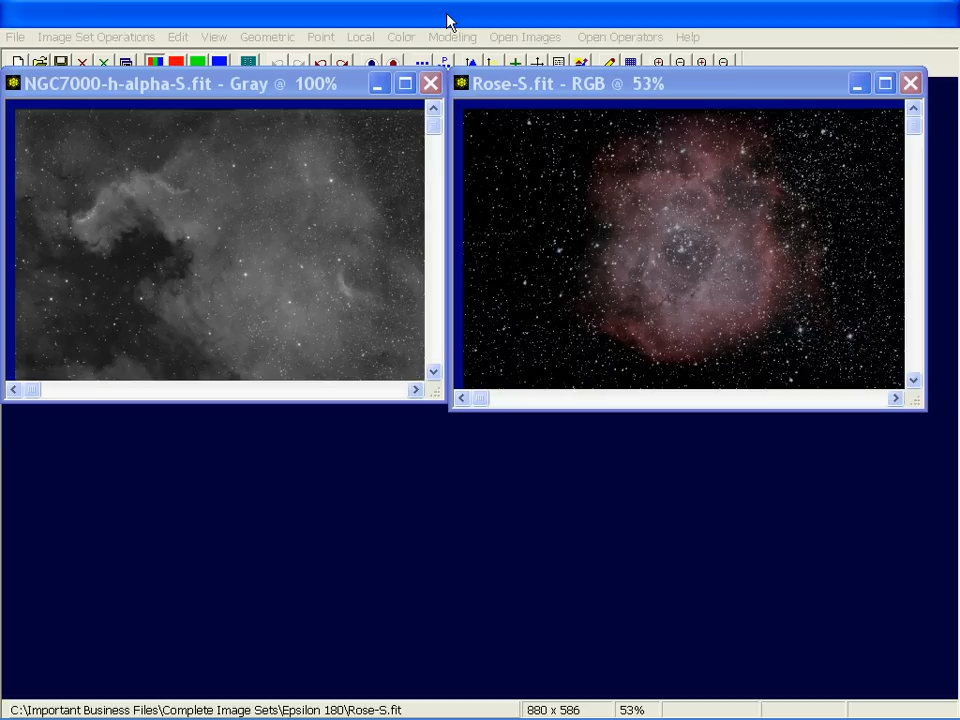 File Image Set Operations Edit View Geometric Point Local Color Modeling Open Images Open Operators Help
NGC7000-h-alpha-S.fit - Gray @ 100%
Rose-S.fit - RGB @ 53%
C:\Important Business Files\Complete Image Sets\Epsilon 180\Rose-S.fit 880 x 586 53%